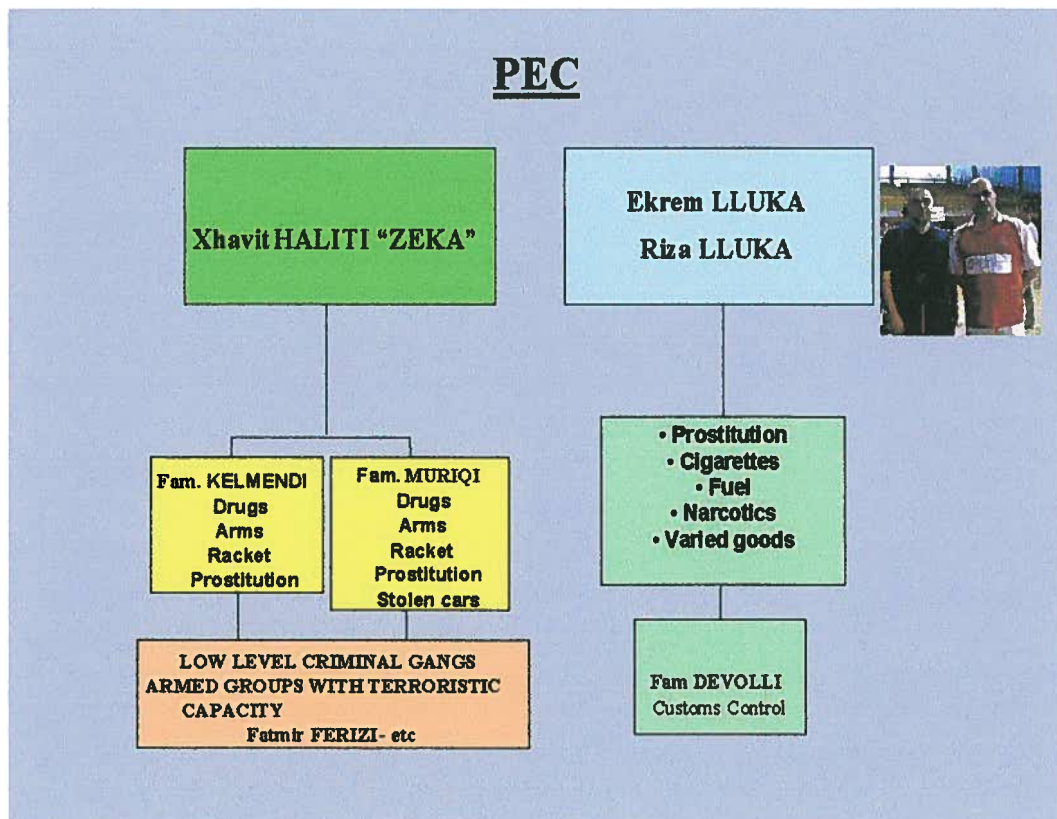 PEC
Xhavit HALITI “ZEKA”
Ekrem LLUKA
Riza LLUKA
Fam. KELMENDI
Drugs
Arms
Racket
Prostitution
Fam. MURIQI
Drugs
Arms
Racket
Prostitution
Stolen cars
LOW LEVEL CRIMINAL GANGS
ARMED GROUPS WITH TERRORISTIC
CAPACITY
Fatmir FERIZI- etc
• Prostitution
• Cigarettes
• Fuel
• Narcotics
• Varied goods
Fam DEVOLLI
Customs Control